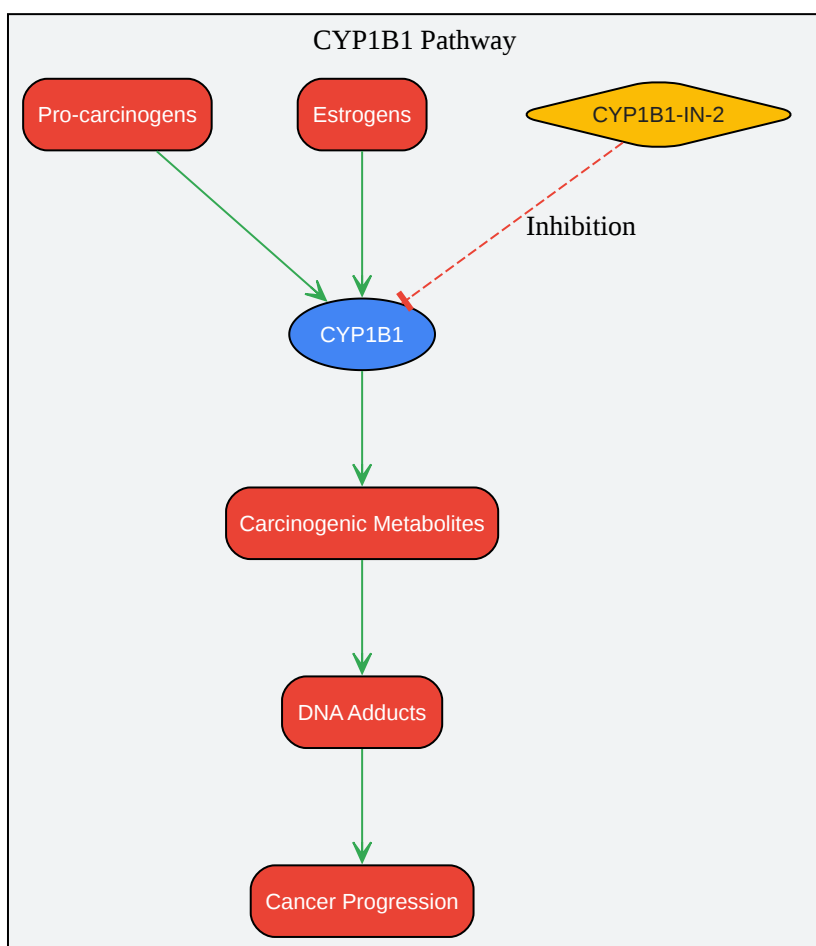 CYP1B1 Pathway
Pro-carcinogens
Estrogens
CYP1B1-IN-2
Inhibition
CYP1B1
Carcinogenic Metabolites
DNA Adducts
Cancer Progression